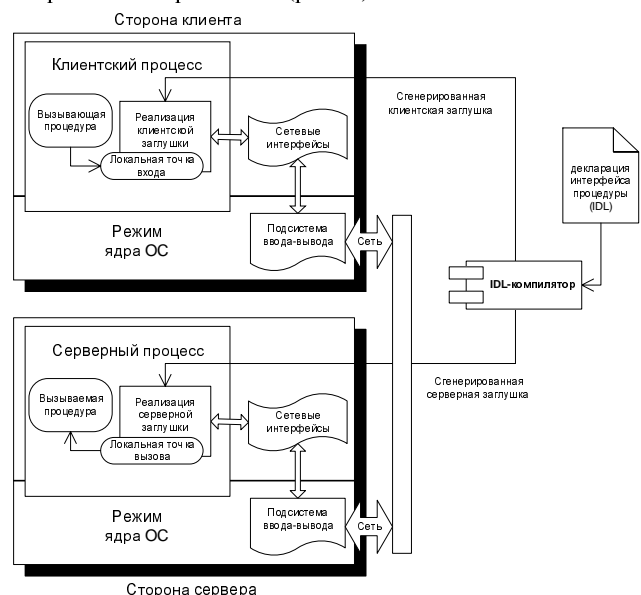 Сторона клиента
Клиентский процесс
Вызывающая
процедура
Реализация
клиентской
заглушки
Локальная точка
входа
Сетевые
интерфейсы
Сгенерированная
клиентская заглушка
декларация
интерфейса
процедуры
(IDL)
Режим
ядра ОС
Подсистема
ввода-вывода
Сеть
IDL-компилятор
Серверный процесс
Вызываемая
процедура
Реализация
серверной
заглушки
Локальная точка
вызова
Сетевые
интерфейсы
Сгенерированная
серверная заглушка
Режим
ядра ОС
Подсистема
ввода-вывода
Сеть
Сторона сервера